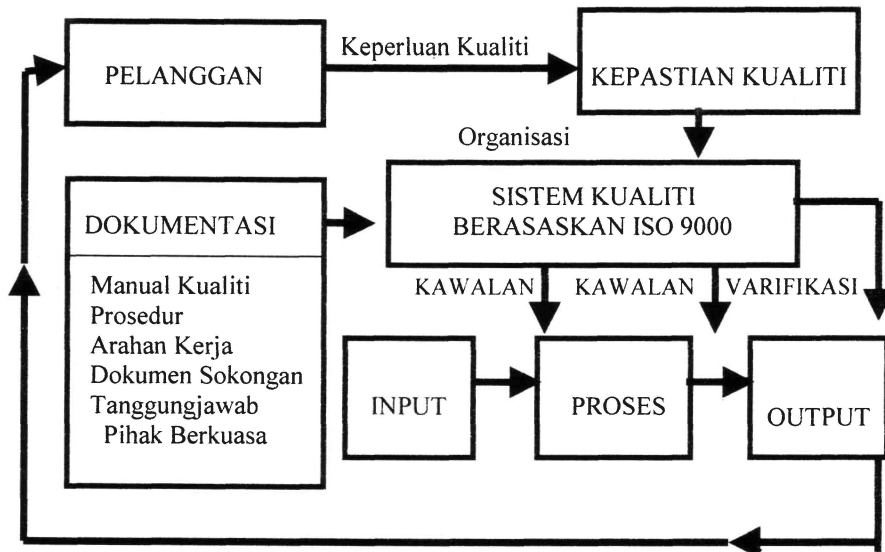 PELANGGAN
Keperluan Kualiti
KEPASTIAN KUALITI
Organisasi
SISTEM KUALITI
BERASASKAN ISO 9000
DOKUMENTASI
Manual Kualiti
Prosedur
Arahan Kerja
Dokumen Sokongan
Tanggungjawab
Pihak Berkuasa
KAWALAN
KAWALAN
VARIFIKASI
INPUT
PROSES
OUTPUT